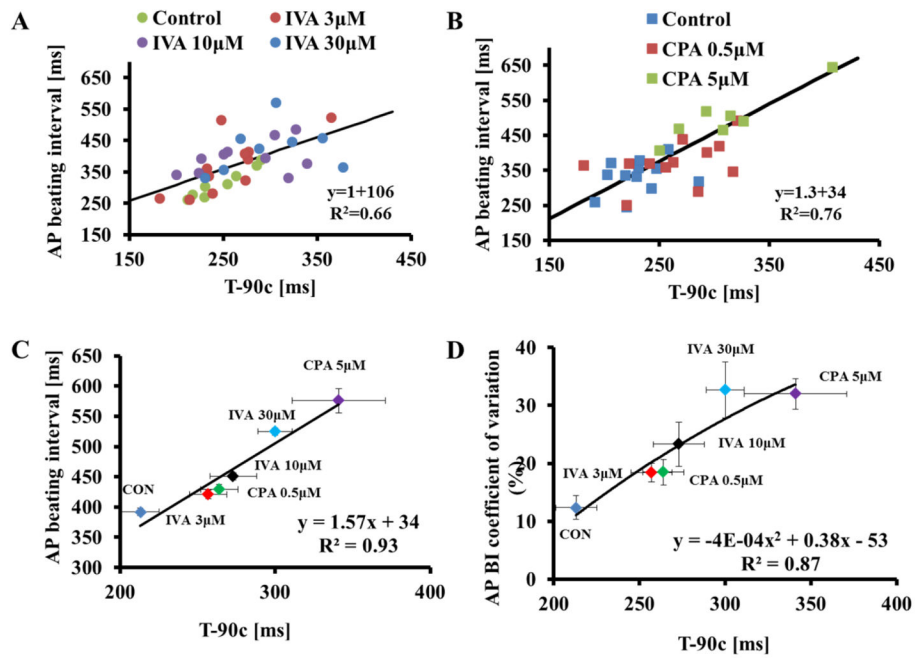 A
Control
IVA 3µM
IVA 10µM
IVA 30µM
AP beating interval [ms]
650
550
450
350
250
150
y=1+106
R²=0.66
150
250
350
450
T-90c [ms]
B
Control
CPA 0.5µM
CPA 5µM
AP beating interval [ms]
650
550
450
350
250
150
y=1.3+34
R²=0.76
150
250
350
450
T-90c [ms]
C
AP beating interval [ms]
650
600
550
500
450
400
350
300
CPA 5µM
IVA 30µM
IVA 10µM
CON
CPA 0.5µM
IVA 3µM
y = 1.57x + 34
R² = 0.93
200
300
400
T-90c [ms]
D
AP BI coefficient of variation
(%)
40
30
20
10
0
IVA 30µM
CPA 5µM
IVA 10µM
IVA 3µM
CPA 0.5µM
CON
y = -4E-04x² + 0.38x - 53
R² = 0.87
200
250
300
350
400
T-90c [ms]